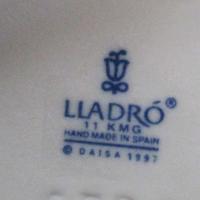 LLADRÓ®
11 KMG
HAND MADE IN SPAIN
© DAISA 1997